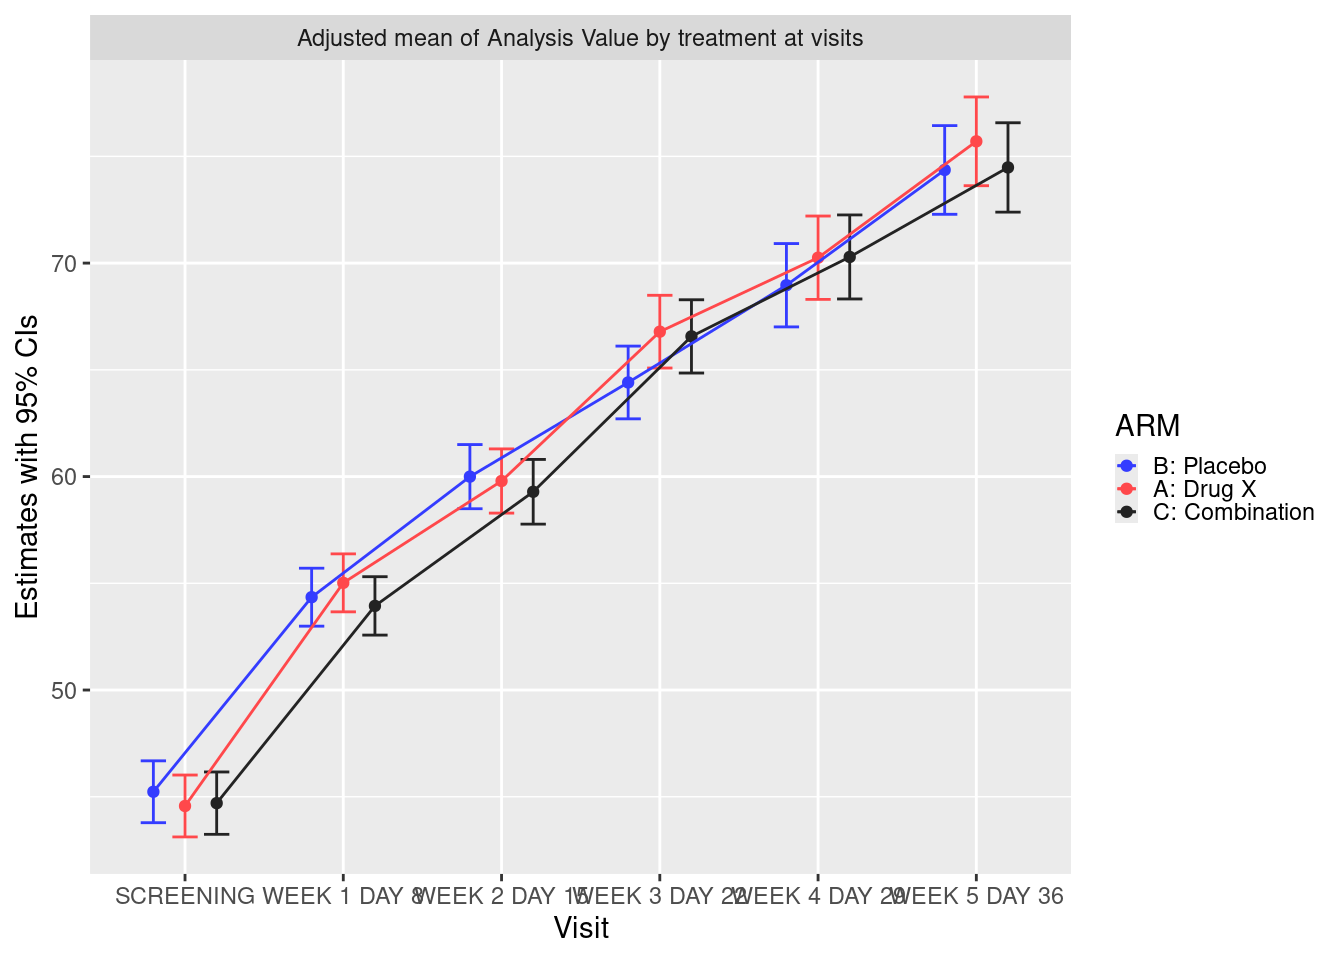 Adjusted mean of Analysis Value by treatment at visits
Estimates with 95% CIs
70
60
50
SCREENING WEEK 1 DAY 8 WEEK 2 DAY 15 WEEK 3 DAY 22 WEEK 4 DAY 29 WEEK 5 DAY 36
Visit
ARM
B: Placebo
A: Drug X
C: Combination